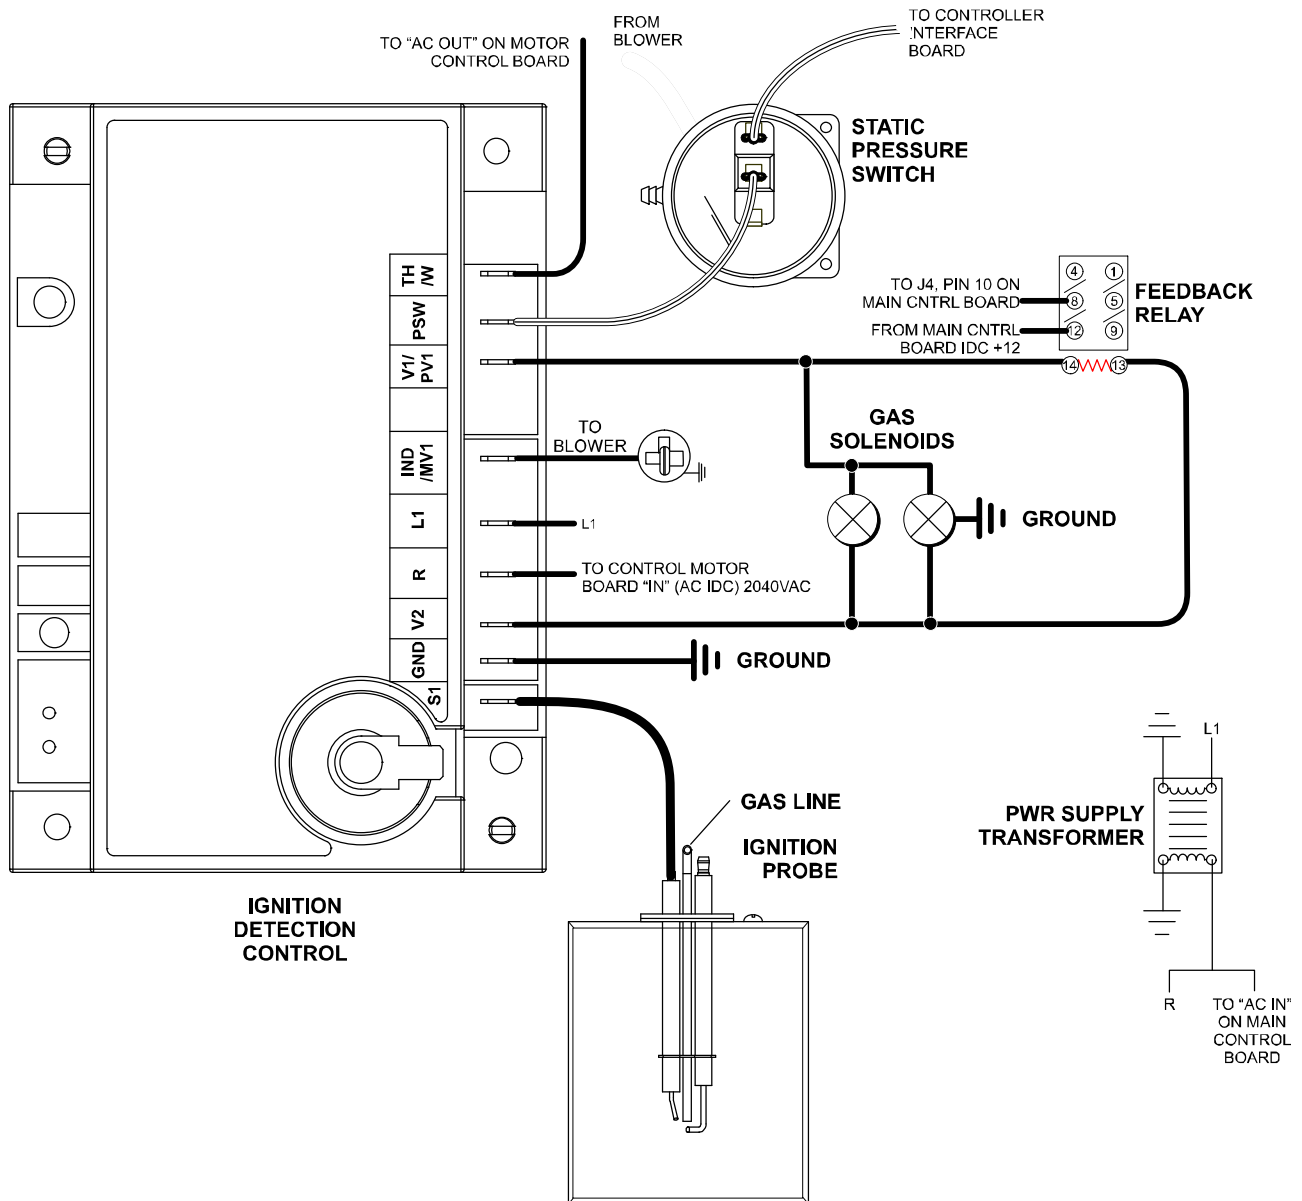 TO “AC OUT” ON MOTOR
CONTROL BOARD
FROM
BLOWER
TO CONTROLLER
INTERFACE
BOARD
STATIC
PRESSURE
SWITCH
TH
/W
PSW
V1/
PV1
IND
/MV1
L1
R
V2
GND
S1
TO J4, PIN 10 ON
MAIN CNTRL BOARD
FROM MAIN CNTRL
BOARD IDC +12
4 1
8 5
12 9
14 13
FEEDBACK
RELAY
GAS
SOLENOIDS
TO
BLOWER
L1
GROUND
TO CONTROL MOTOR
BOARD “IN” (AC IDC) 2040VAC
GROUND
GAS LINE
IGNITION
PROBE
L1
PWR SUPPLY
TRANSFORMER
IGNITION
DETECTION
CONTROL
R
TO “AC IN”
ON MAIN
CONTROL
BOARD